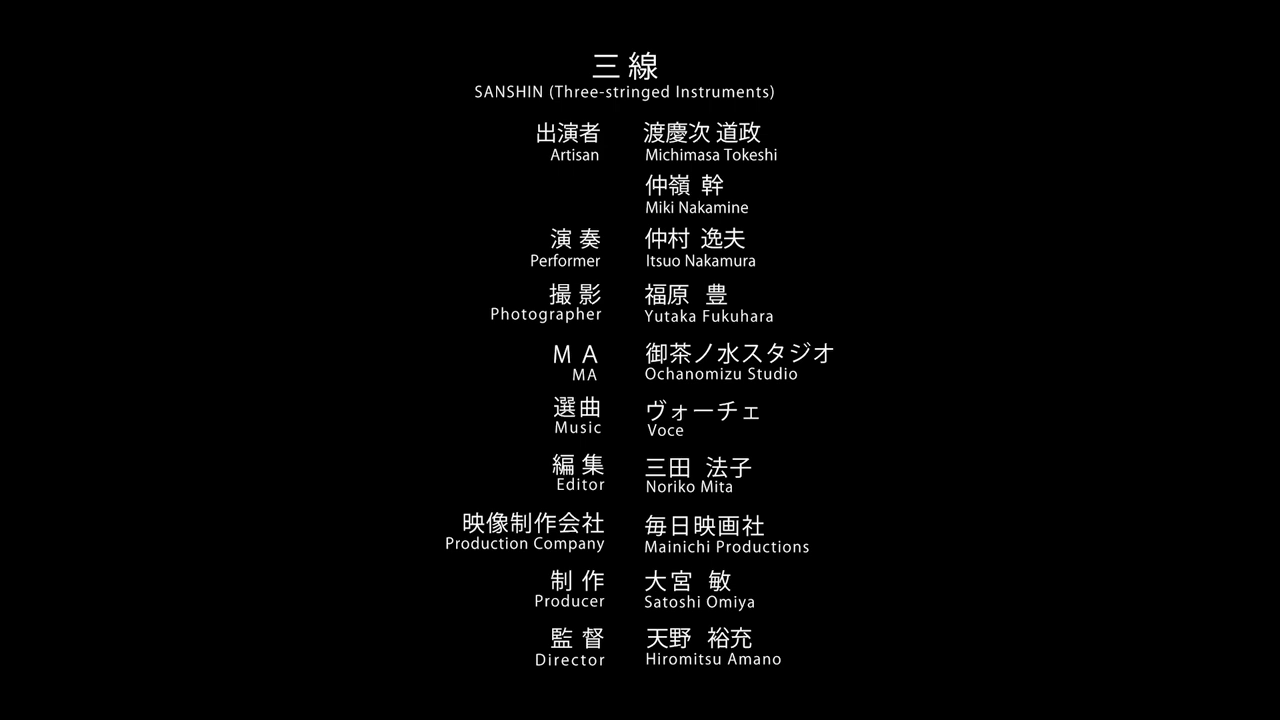 三線
SANSHIN (Three-stringed Instruments)
出演者 渡慶次 道政
Artisan Michimasa Tokeshi
仲嶺 幹
Miki Nakamine
演奏 仲村 逸夫
Performer Itsuo Nakamura
撮影 福原 豊
Photographer Yutaka Fukuhara
MA 御茶ノ水スタジオ
MA Ochanomizu Studio
選曲 ヴォーチェ
Music Voce
編集 三田 法子
Editor Noriko Mita
映像制作会社 毎日映画社
Production Company Mainichi Productions
制作 大宮 敏
Producer Satoshi Omiya
監督 天野 裕充
Director Hiromitsu Amano